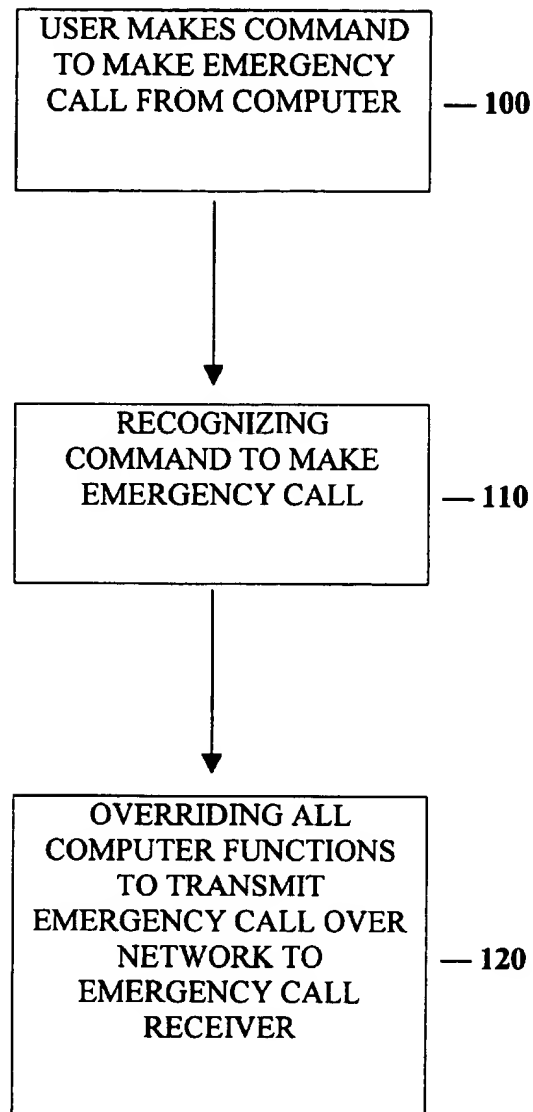 USER MAKES COMMAND
TO MAKE EMERGENCY
CALL FROM COMPUTER
— 100
RECOGNIZING
COMMAND TO MAKE
EMERGENCY CALL
— 110
OVERRIDING ALL
COMPUTER FUNCTIONS
TO TRANSMIT
EMERGENCY CALL OVER
NETWORK TO
EMERGENCY CALL
RECEIVER
— 120